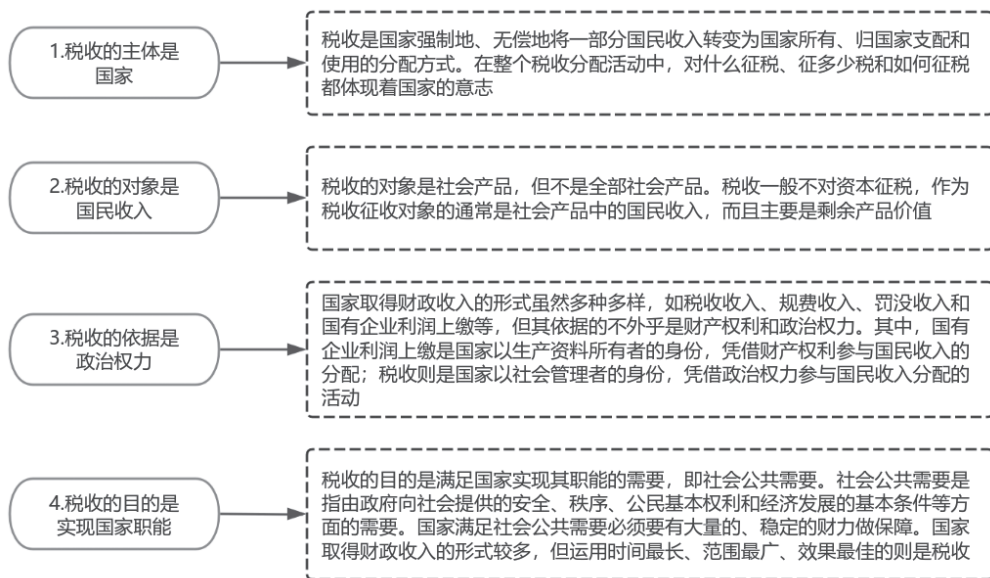 1.税收的主体是
国家
税收是国家强制地、无偿地将一部分国民收入转变为国家所有、归国家支配和
使用的分配方式。在整个税收分配活动中，对什么征税、征多少税和如何征税
都体现着国家的意志
2.税收的对象是
国民收入
税收的对象是社会产品，但不是全部社会产品。税收一般不对资本征税，作为
税收征收对象的通常是社会产品中的国民收入，而且主要是剩余产品价值
3.税收的依据是
政治权力
国家取得财政收入的形式虽然多种多样，如税收收入、规费收入、罚没收入和
国有企业利润上缴等，但其依据的不外乎是财产权利和政治权力。其中，国有
企业利润上缴是国家以生产资料所有者的身份，凭借财产权利参与国民收入的
分配；税收则是国家以社会管理者的身份，凭借政治权力参与国民收入分配的
活动
4.税收的目的是
实现国家职能
税收的目的是满足国家实现其职能的需要，即社会公共需要。社会公共需要是
指由政府向社会提供的安全、秩序、公民基本权利和经济发展的基本条件等方
面的需要。国家满足社会公共需要必须要有大量的、稳定的财力做保障。国家
取得财政收入的形式较多，但运用时间最长、范围最广、效果最佳的则是税收